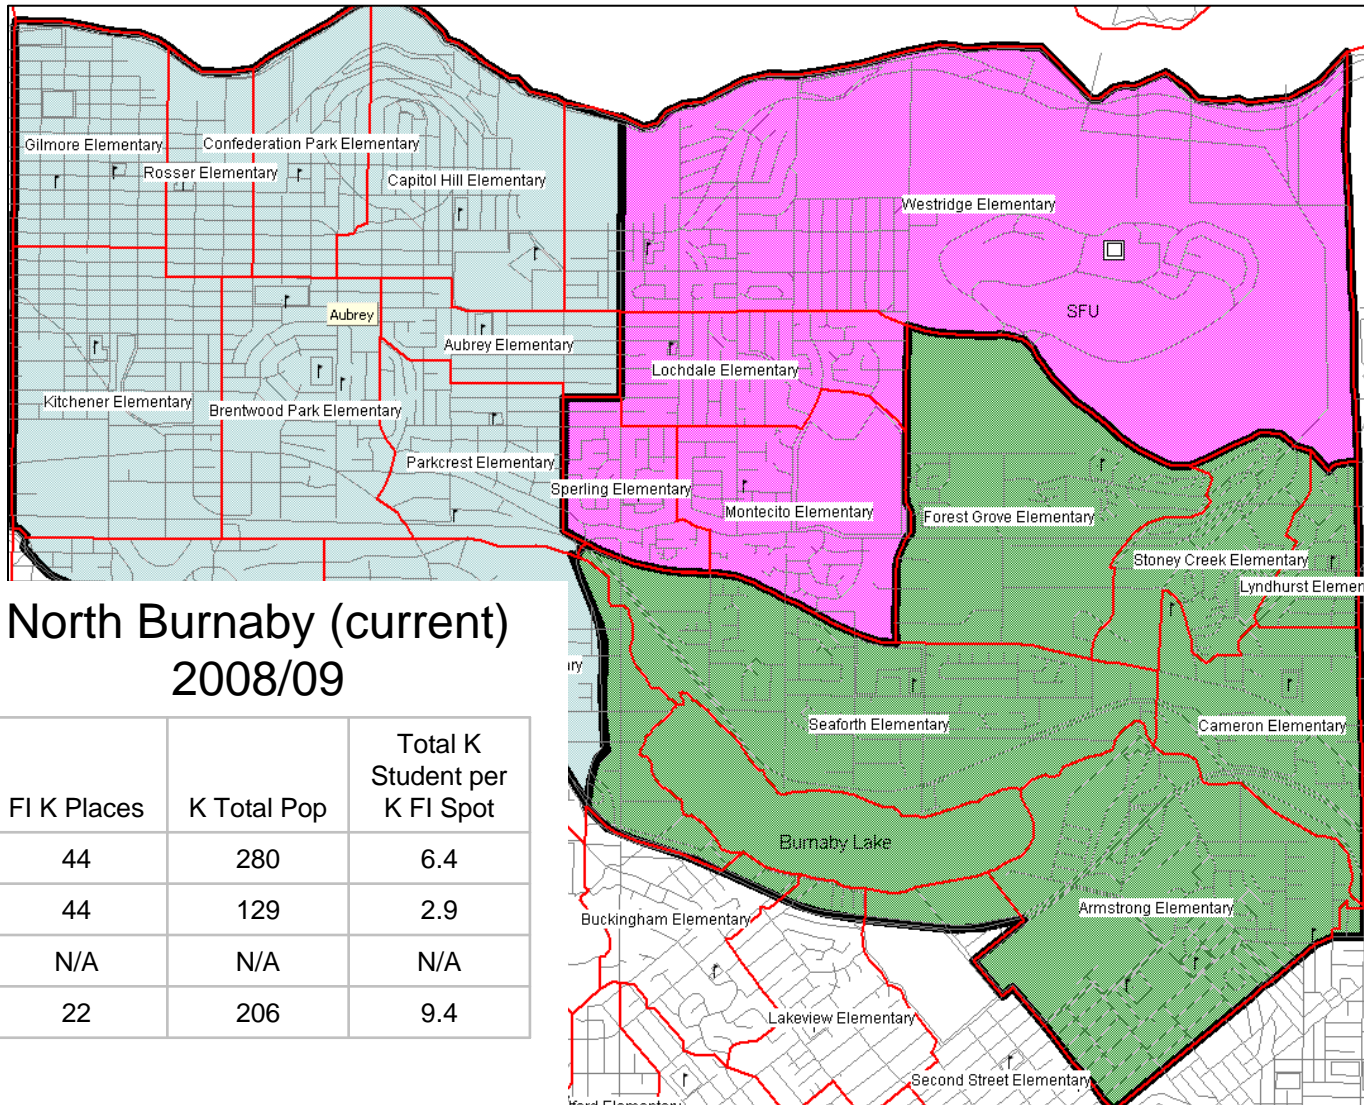 Gilmore Elementary
Confederation Park Elementary
Rosser Elementary
Capitol Hill Elementary
Westridge Elementary
SFU
Aubrey
Aubrey Elementary
Lochdale Elementary
Kitchener Elementary
Brentwood Park Elementary
Parkcrest Elementary
Sperling Elementary
Montecito Elementary
Forest Grove Elementary
Stoney Creek Elementary
Lyndhurst Elemen
North Burnaby (current)
2008/09
Seaforth Elementary
Cameron Elementary
FI K Places
K Total Pop
Total K
Student per
K FI Spot
44 280 6.4
44 129 2.9
N/A N/A N/A
22 206 9.4
Burnaby Lake
Armstrong Elementary
Buckingham Elementary
Lakeview Elementary
Second Street Elementary